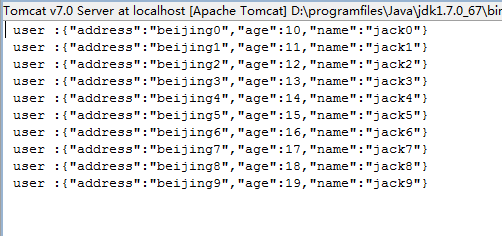 Tomcat v7.0 Server at localhost [Apache Tomcat] D:\programfiles\Java\jdk1.7.0_67\bin
user :{"address":"beijing0","age":10,"name":"jack0"}
user :{"address":"beijing1","age":11,"name":"jack1"}
user :{"address":"beijing2","age":12,"name":"jack2"}
user :{"address":"beijing3","age":13,"name":"jack3"}
user :{"address":"beijing4","age":14,"name":"jack4"}
user :{"address":"beijing5","age":15,"name":"jack5"}
user :{"address":"beijing6","age":16,"name":"jack6"}
user :{"address":"beijing7","age":17,"name":"jack7"}
user :{"address":"beijing8","age":18,"name":"jack8"}
user :{"address":"beijing9","age":19,"name":"jack9"}